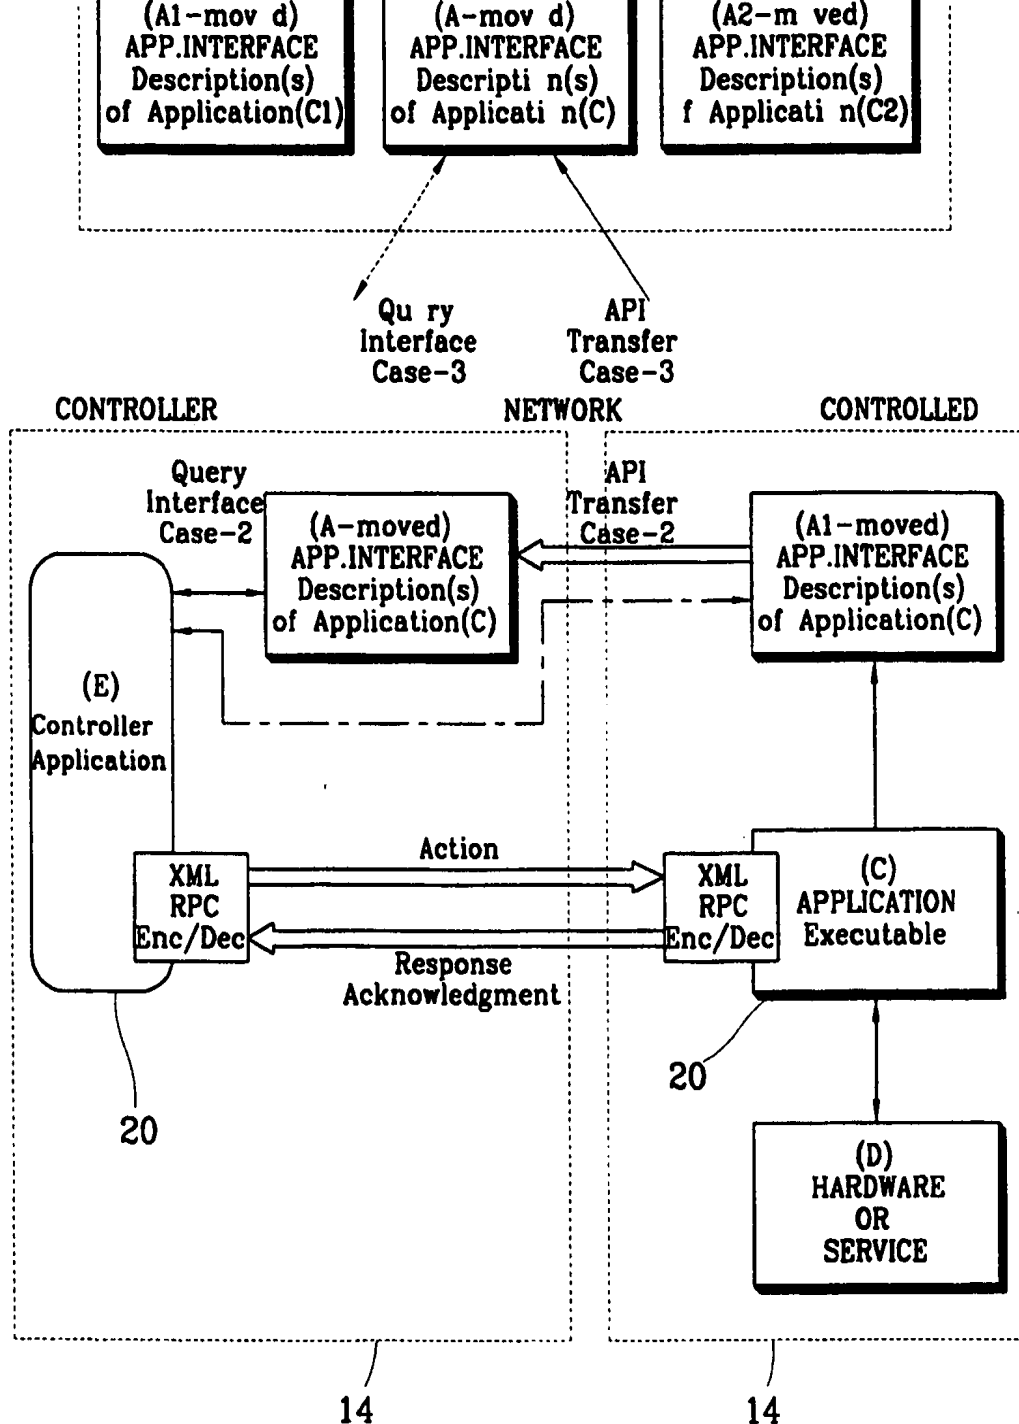 (A1-mov d)
APP.INTERFACE
Description(s)
of Application(C1)
(A-mov d)
APP.INTERFACE
Descripti n(s)
of Applicati n(C)
(A2-m ved)
APP.INTERFACE
Description(s)
f Applicati n(C2)
Qu ry
Interface
Case-3
API
Transfer
Case-3
CONTROLLER
NETWORK
CONTROLLED
Query
Interface
Case-2
(A-moved)
APP.INTERFACE
Description(s)
of Application(C)
API
Transfer
Case-2
(A1-moved)
APP.INTERFACE
Description(s)
of Application(C)
(E)
Controller
Application
XML
RPC
Enc/Dec
Action
Response
Acknowledgment
XML
RPC
Enc/Dec
(C)
APPLICATION
Executable
20
20
(D)
HARDWARE
OR
SERVICE
14
14